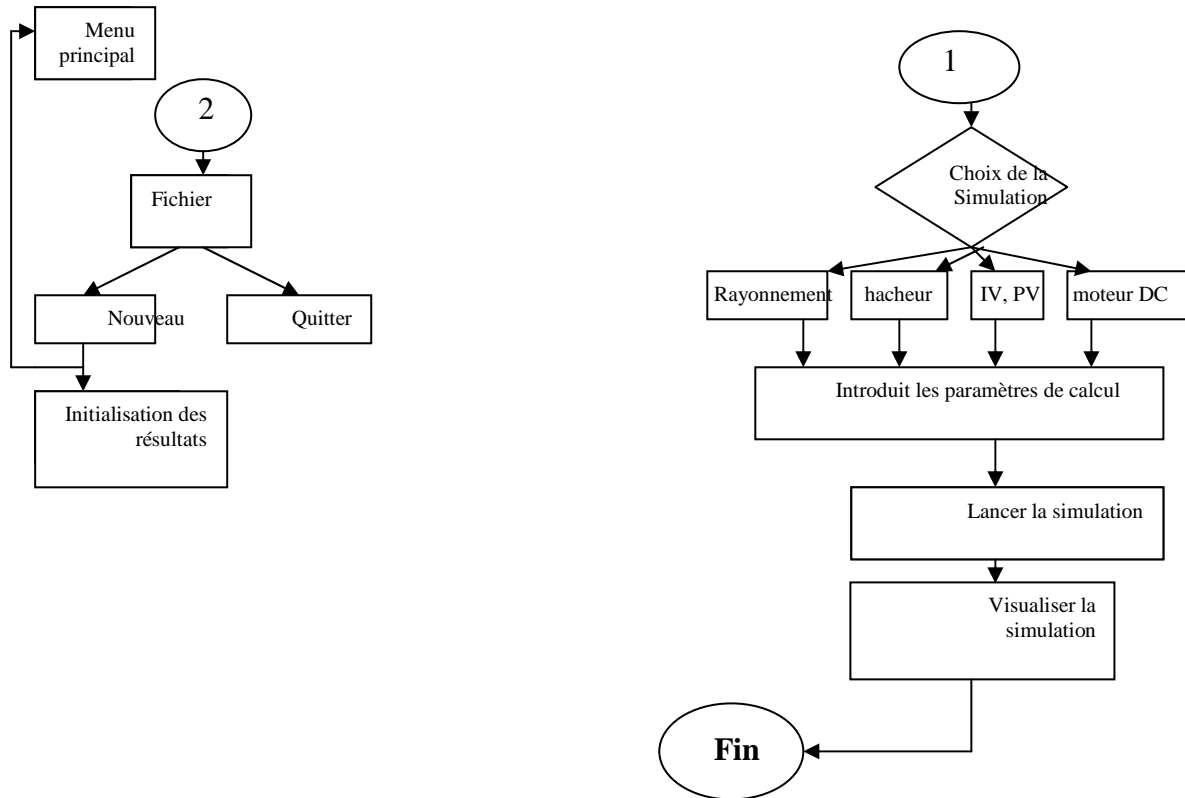 Menu
principal
2
Fichier
Nouveau
Quitter
Initialisation des
résultats
1
Choix de la
Simulation
Rayonnement
hacheur
IV, PV
moteur DC
Introduit les paramètres de calcul
Lancer la simulation
Visualiser la
simulation
Fin